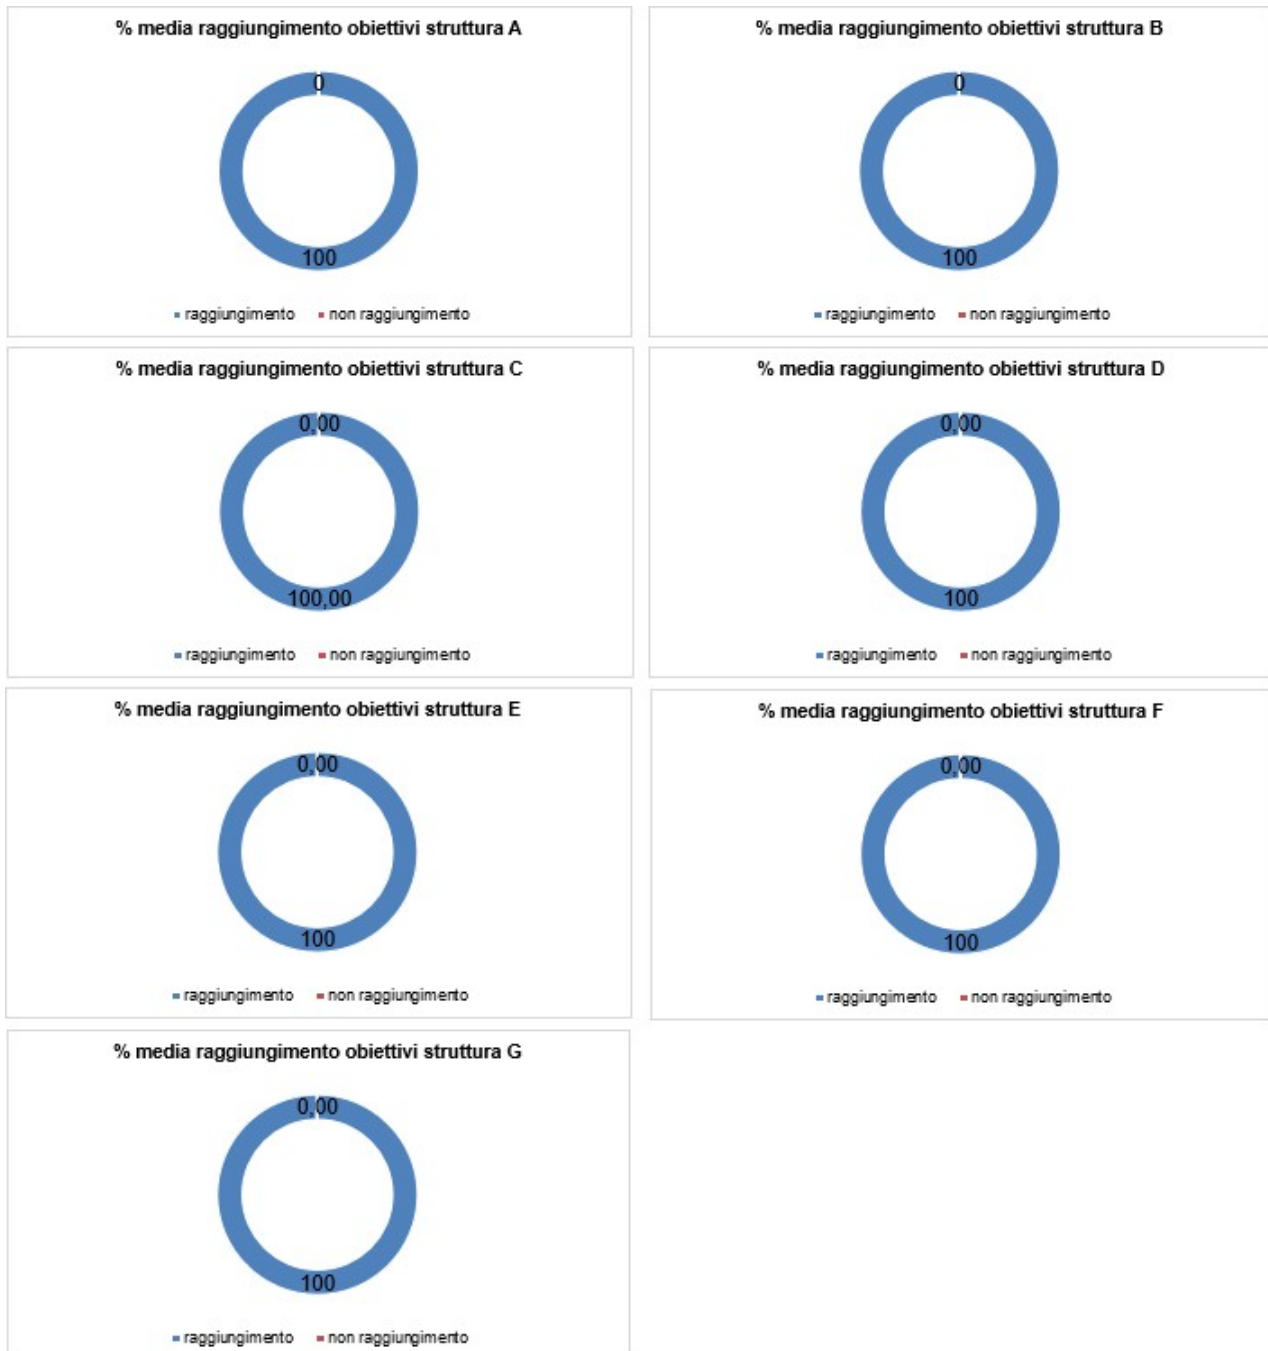 % media raggiungimento obiettivi struttura A
0
100
raggiungimento non raggiungimento
% media raggiungimento obiettivi struttura B
0
100
raggiungimento non raggiungimento
% media raggiungimento obiettivi struttura C
0,00
100,00
raggiungimento non raggiungimento
% media raggiungimento obiettivi struttura D
0,00
100
raggiungimento non raggiungimento
% media raggiungimento obiettivi struttura E
0,00
100
raggiungimento non raggiungimento
% media raggiungimento obiettivi struttura F
0,00
100
raggiungimento non raggiungimento
% media raggiungimento obiettivi struttura G
0,00
100
raggiungimento non raggiungimento